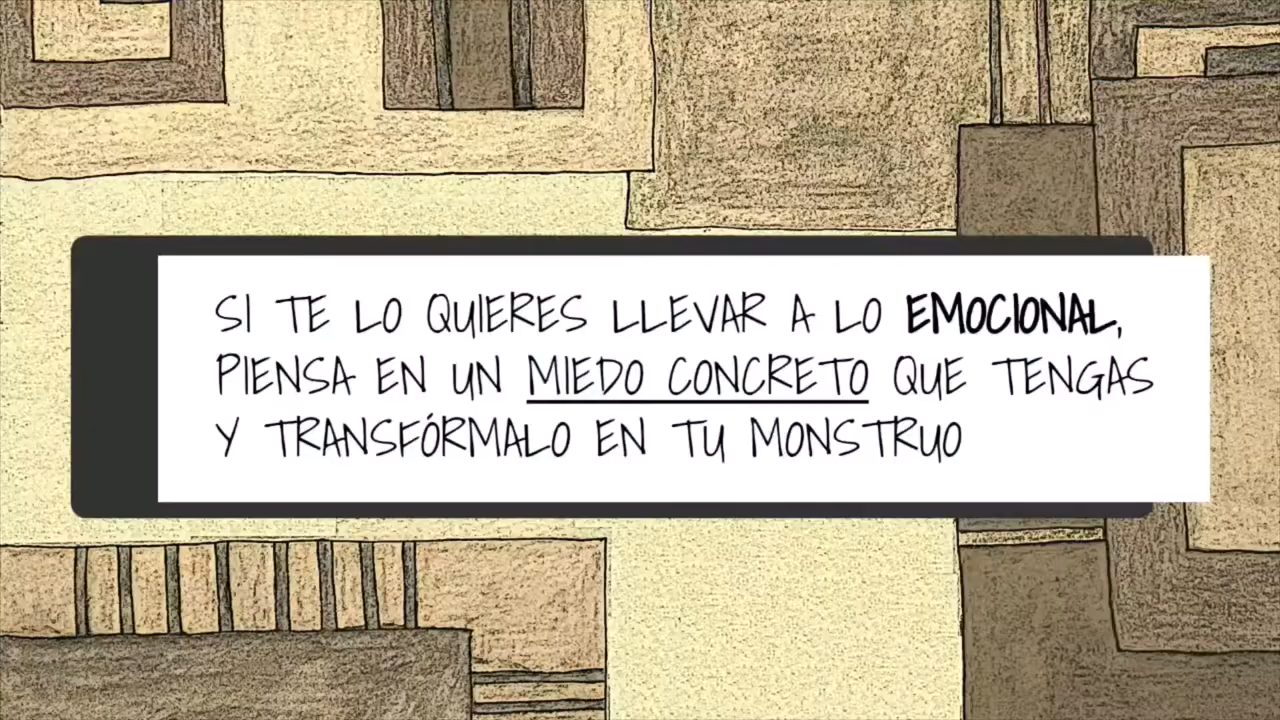 SI TE LO QUIERES LLEVAR A LO EMOCIONAL,
PIENSA EN UN MIEDO CONCRETO QUE TENGAS
Y TRANSFÓRMALO EN TU MONSTRUO